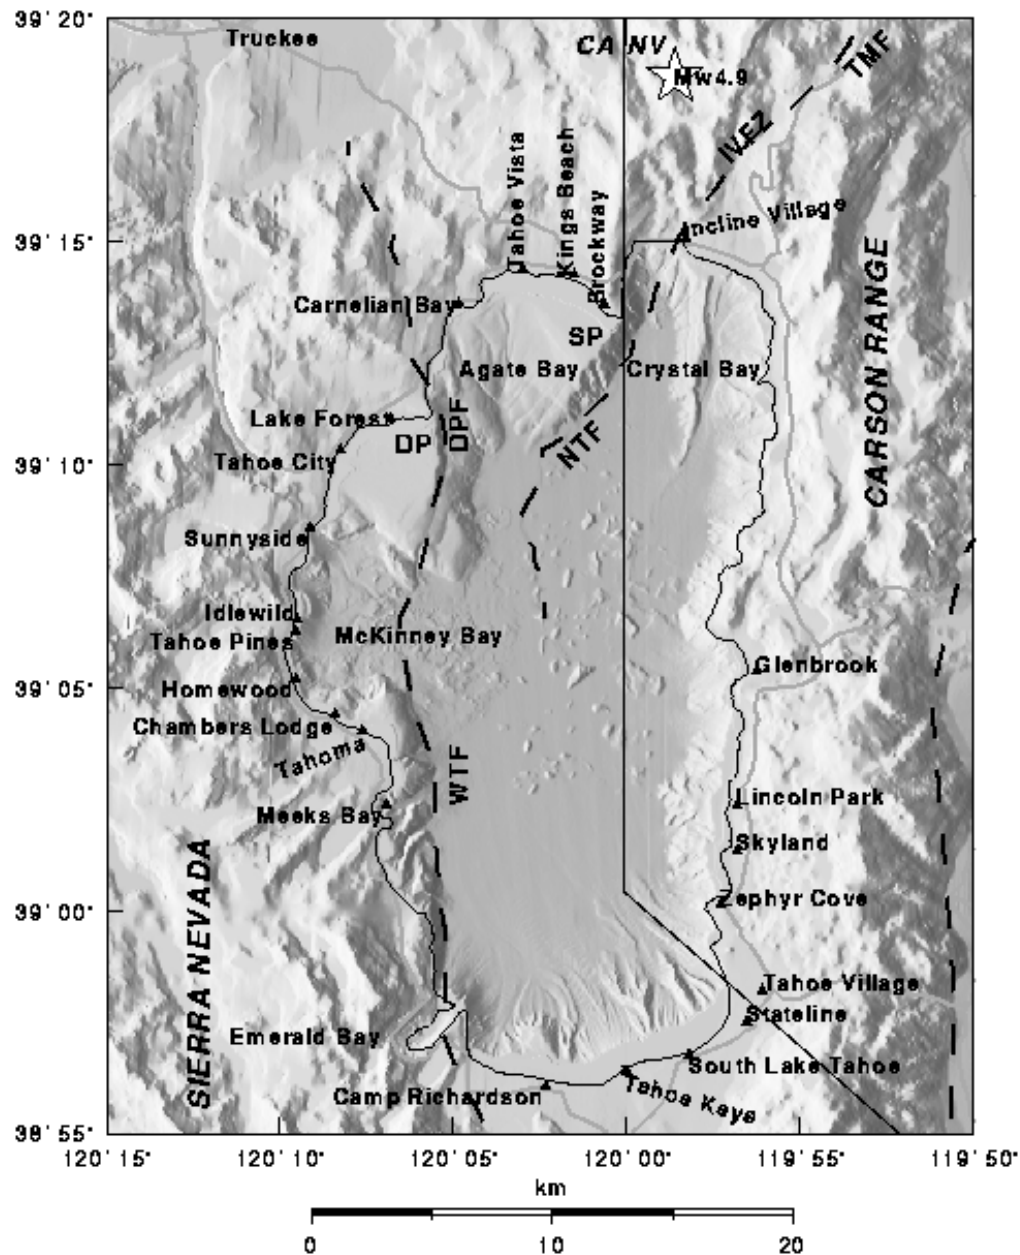 39° 20'
Truckee
CA NV
Mw4.9
TMF
IVFZ
Tahoe Vista
Kings Beach
Brockway
Incline Village
39° 15'
CARSON RANGE
Carnelian Bay
SP
Agate Bay
Crystal Bay
Lake Forest
DP
DPF
NTF
39° 10'
Tahoe City
Sunnyside
Idlewild
Tahoe Pines
McKinney Bay
39° 05'
Homewood
Glenbrook
Chambers Lodge
Tahoma
WTF
Meeks Bay
Lincoln Park
Skyland
39° 00'
Zephyr Cove
SIERRA NEVADA
Tahoe Village
Stateline
Emerald Bay
South Lake Tahoe
Camp Richardson
Tahoe Keys
38° 55'
120° 15' 120° 10' 120° 05' 120° 00' 119° 55' 119° 50'
km
0 10 20